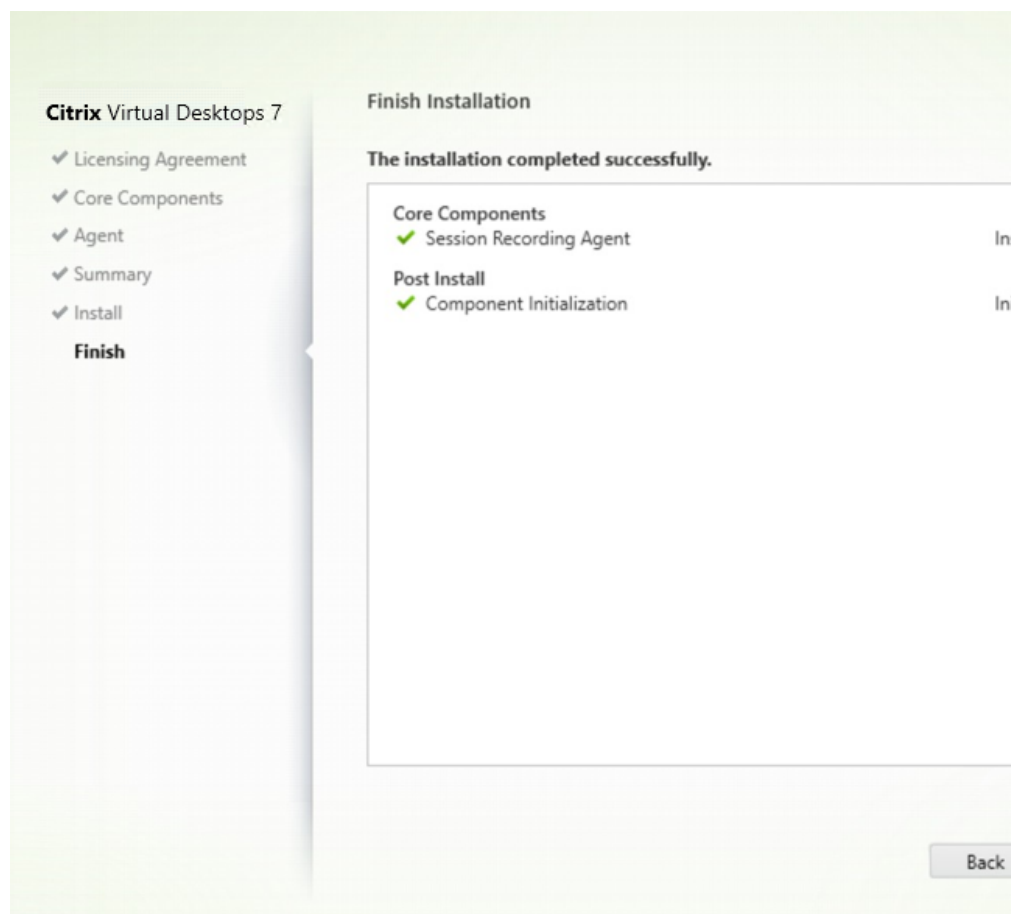 Citrix Virtual Desktops 7
Licensing Agreement
Core Components
Agent
Summary
Install
Finish
Finish Installation
The installation completed successfully.
Core Components
Session Recording Agent
Post Install
Component Initialization
Back